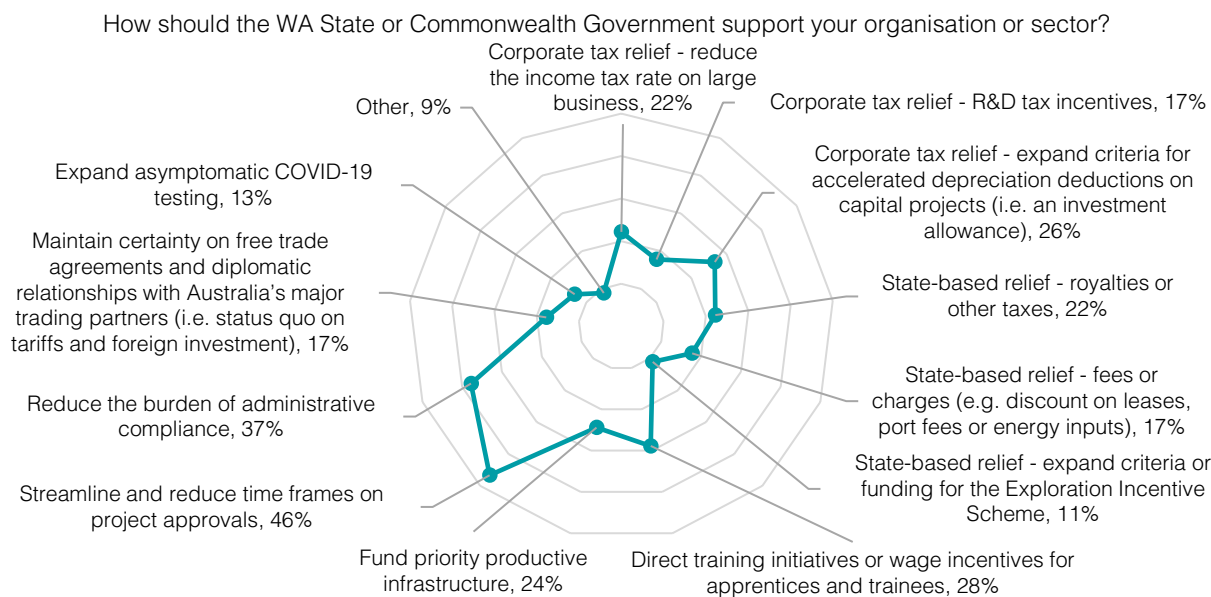 How should the WA State or Commonwealth Government support your organisation or sector?
Corporate tax relief - reduce
the income tax rate on large
business, 22%
Corporate tax relief - R&D tax incentives, 17%
Corporate tax relief - expand criteria for
accelerated depreciation deductions on
capital projects (i.e. an investment
allowance), 26%
State-based relief - royalties or
other taxes, 22%
State-based relief - fees or
charges (e.g. discount on leases,
port fees or energy inputs), 17%
State-based relief - expand criteria or
funding for the Exploration Incentive
Scheme, 11%
Direct training initiatives or wage incentives for
apprentices and trainees, 28%
Fund priority productive
infrastructure, 24%
Streamline and reduce time frames on
project approvals, 46%
Reduce the burden of administrative
compliance, 37%
Maintain certainty on free trade
agreements and diplomatic
relationships with Australia's major
trading partners (i.e. status quo on
tariffs and foreign investment), 17%
Expand asymptomatic COVID-19
testing, 13%
Other, 9%